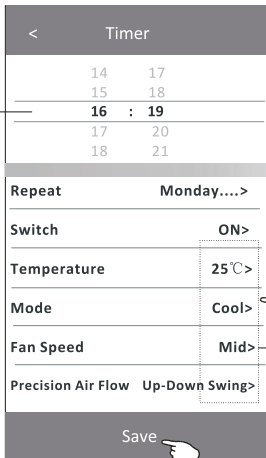 < Timer
14 17
15 18
16 : 19
17 20
18 21
Repeat Monday....>
Switch ON>
Temperature 25℃>
Mode Cool>
Fan Speed Mid>
Precision Air Flow Up-Down Swing>
Save